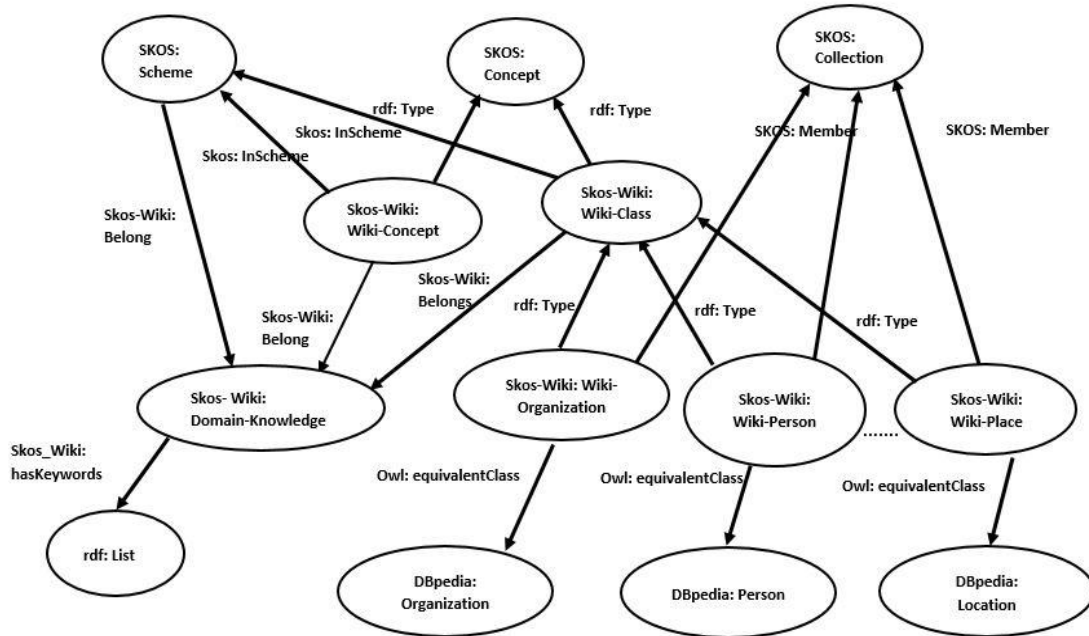 SKOS:
Scheme
SKOS:
Concept
SKOS:
Collection
rdf: Type
rdf: Type
SKOS: Member
SKOS: Member
Skos: InScheme
Skos: InScheme
Skos-Wiki:
Wiki-Concept
Skos-Wiki:
Wiki-Class
Skos-Wiki:
Belong
Skos-Wiki:
Belongs
Skos-Wiki:
Belong
rdf: Type
rdf: Type
rdf: Type
Skos- Wiki:
Domain-Knowledge
Skos-Wiki: Wiki-
Organization
Skos-Wiki:
Wiki-Person
.......
Skos-Wiki:
Wiki-Place
Skos_Wiki:
hasKeywords
Owl: equivalentClass
Owl: equivalentClass
Owl: equivalentClass
rdf: List
DBpedia:
Organization
DBpedia: Person
DBpedia:
Location